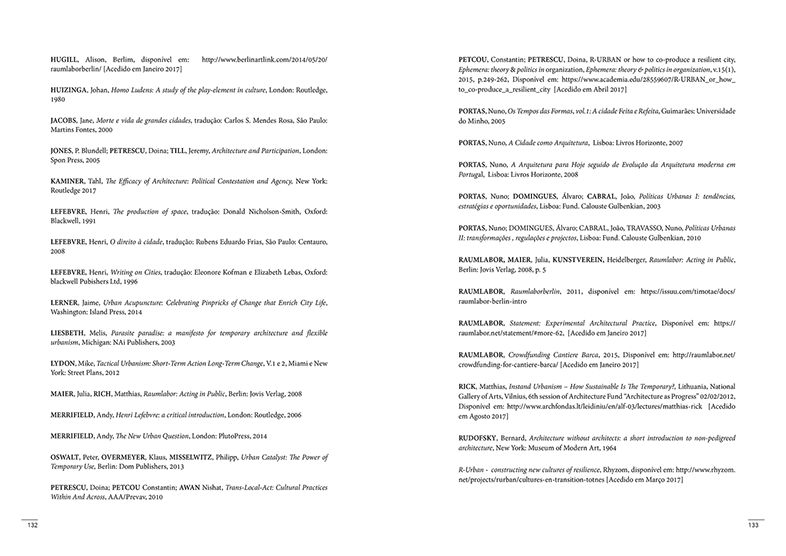 HUGILL, Alison, Berlim, disponível em: http://www.berlinartlink.com/2014/05/20/
raumlaborberlin/ [Acedido em Janeiro 2017]
HUIZINGA, Johan, Homo Ludens: A study of the play-element in culture, London: Routledge,
1980
JACOBS, Jane, Morte e vida de grandes cidades, tradução: Carlos S. Mendes Rosa, São Paulo:
Martins Fontes, 2000
JONES, P. Blundell; PETRESCU, Doina; TILL, Jeremy, Architecture and Participation, London:
Spon Press, 2005
KAMINER, Tahl, The Efficacy of Architecture: Political Contestation and Agency, New York:
Routledge 2017
LEFEBVRE, Henri, The production of space, tradução: Donald Nicholson-Smith, Oxford:
Blackwell, 1991
LEFEBVRE, Henri, O direito à cidade, tradução: Rubens Eduardo Frias, São Paulo: Centauro,
2008
LEFEBVRE, Henri, Writing on Cities, tradução: Eleonore Kofman e Elizabeth Lebas, Oxford:
blackwell Pubishers Ltd, 1996
LERNER, Jaime, Urban Acupuncture: Celebrating Pinpricks of Change that Enrich City Life,
Washington: Island Press, 2014
LIESBETH, Melis, Parasite paradise: a manifesto for temporary architecture and flexible
urbanism, Michigan: NAi Publishers, 2003
LYDON, Mike, Tactical Urbanism: Short-Term Action Long-Term Change, V.1 e 2, Miami e New
York: Street Plans, 2012
MAIER, Julia, RICH, Matthias, Raumlabor: Acting in Public, Berlin: Jovis Verlag, 2008
MERRIFIELD, Andy, Henri Lefebvre: a critical introduction, London: Routledge, 2006
MERRIFIELD, Andy, The New Urban Question, London: PlutoPress, 2014
OSWALT, Peter, OVERMEYER, Klaus, MISSELWITZ, Philipp, Urban Catalyst: The Power of
Temporary Use, Berlin: Dom Publishers, 2013
PETRESCU, Doina; PETCOU Constantin; AWAN Nishat, Trans-Local-Act: Cultural Practices
Within And Across, AAA/Prevav, 2010
132
PETCOU, Constantin; PETRESCU, Doina, R-URBAN or how to co-produce a resilient city,
Ephemera: theory & politics in organization, Ephemera: theory & politics in organization, v.15(1),
2015, p.249-262, Disponível em: https://www.academia.edu/28559607/R-URBAN_or_how_
to_co-produce_a_resilient_city [Acedido em Abril 2017]
PORTAS, Nuno, Os Tempos das Formas, vol.1; A cidade Feita e Refeita, Guimarães: Universidade
do Minho, 2005
PORTAS, Nuno, A Cidade como Arquitetura, Lisboa: Livros Horizonte, 2007
PORTAS, Nuno, A Arquitetura para Hoje seguido de Evolução da Arquitetura moderna em
Portugal, Lisboa: Livros Horizonte, 2008
PORTAS, Nuno; DOMINGUES, Álvaro; CABRAL, João, Políticas Urbanas I: tendências,
estratégias e oportunidades, Lisboa: Fund. Calouste Gulbenkian, 2003
PORTAS, Nuno; DOMINGUES, Álvaro; CABRAL, João, TRAVASSO, Nuno, Políticas Urbanas
II: transformações , regulações e projectos, Lisboa: Fund. Calouste Gulbenkian, 2010
RAUMLABOR, MAIER, Julia, KUNSTVEREIN, Heidelberger, Raumlabor: Acting in Public,
Berlin: Jovis Verlag, 2008, p. 5
RAUMLABOR, Raumlaborberlin, 2011, disponível em: https://issuu.com/timotae/docs/
raumlabor-berlin-intro
RAUMLABOR, Statement: Experimental Architectural Practice, Disponível em: https://
raumlabor.net/statement/#more-62, [Acedido em Janeiro 2017]
RAUMLABOR, Crowdfunding Cantiere Barca, 2015, Disponível em: http://raumlabor.net/
crowdfunding-for-cantiere-barca/ [Acedido em Janeiro 2017]
RICK, Matthias, Instand Urbanism – How Sustainable Is The Temporary?, Lithuania, National
Gallery of Arts, Vilnius, 6th session of Architecture Fund "Architecture as Progress" 02/02/2012,
Disponível em: http://www.archfondas.lt/leidiniu/en/alf-03/lectures/matthias-rick [Acedido
em Agosto 2017]
RUDOFSKY, Bernard, Architecture without architects: a short introduction to non-pedigreed
architecture, New York: Museum of Modern Art, 1964
R-Urban - constructing new cultures of resilience, Rhyzom, disponível em: http://www.rhyzom.
net/projects/rurban/cultures-en-transition-totnes [Acedido em Março 2017]
133